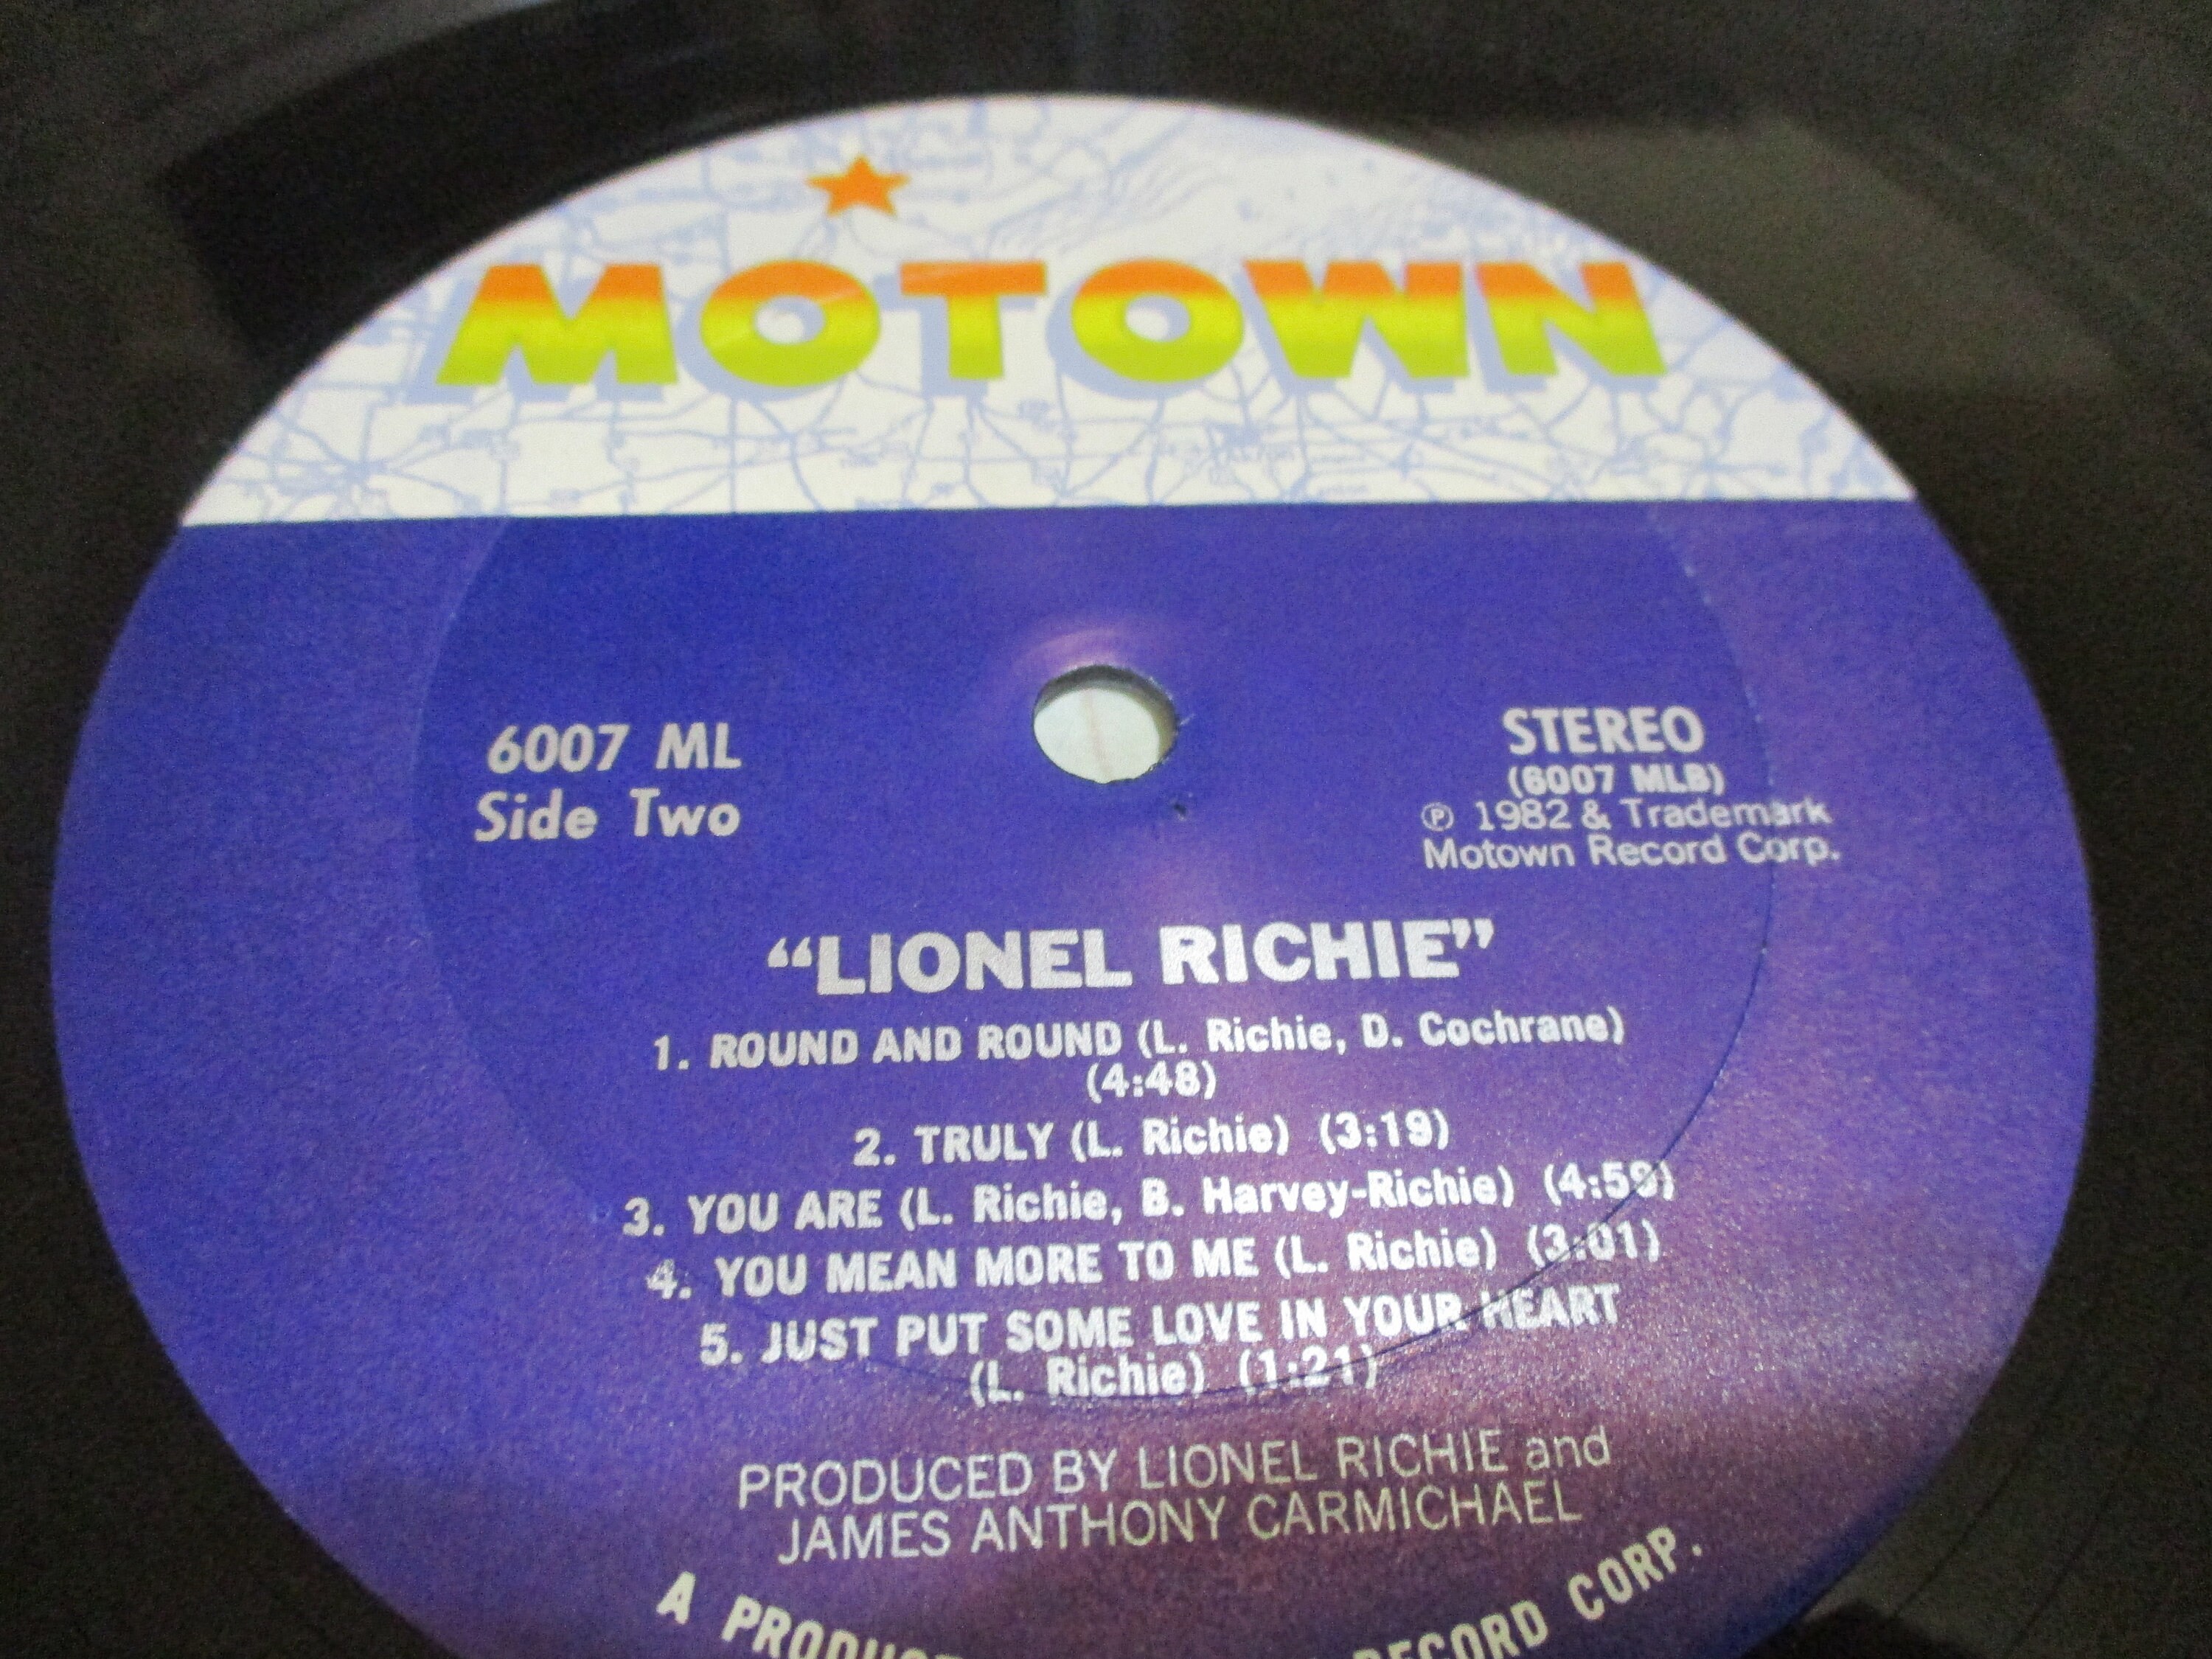 MOTOWN
6007 ML
Side Two
STEREO
(6007 MLB)
℗ 1982 & Trademark
Motown Record Corp.
“LIONEL RICHIE”
1. ROUND AND ROUND (L. Richie, D. Cochrane)
(4:48)
2. TRULY (L. Richie) (3:19)
3. YOU ARE (L. Richie, B. Harvey-Richie) (4:59)
4. YOU MEAN MORE TO ME (L. Richie) (3:01)
5. JUST PUT SOME LOVE IN YOUR HEART
(L. Richie) (1:21)
PRODUCED BY LIONEL RICHIE and
JAMES ANTHONY CARMICHAEL
A RECORD CORP.